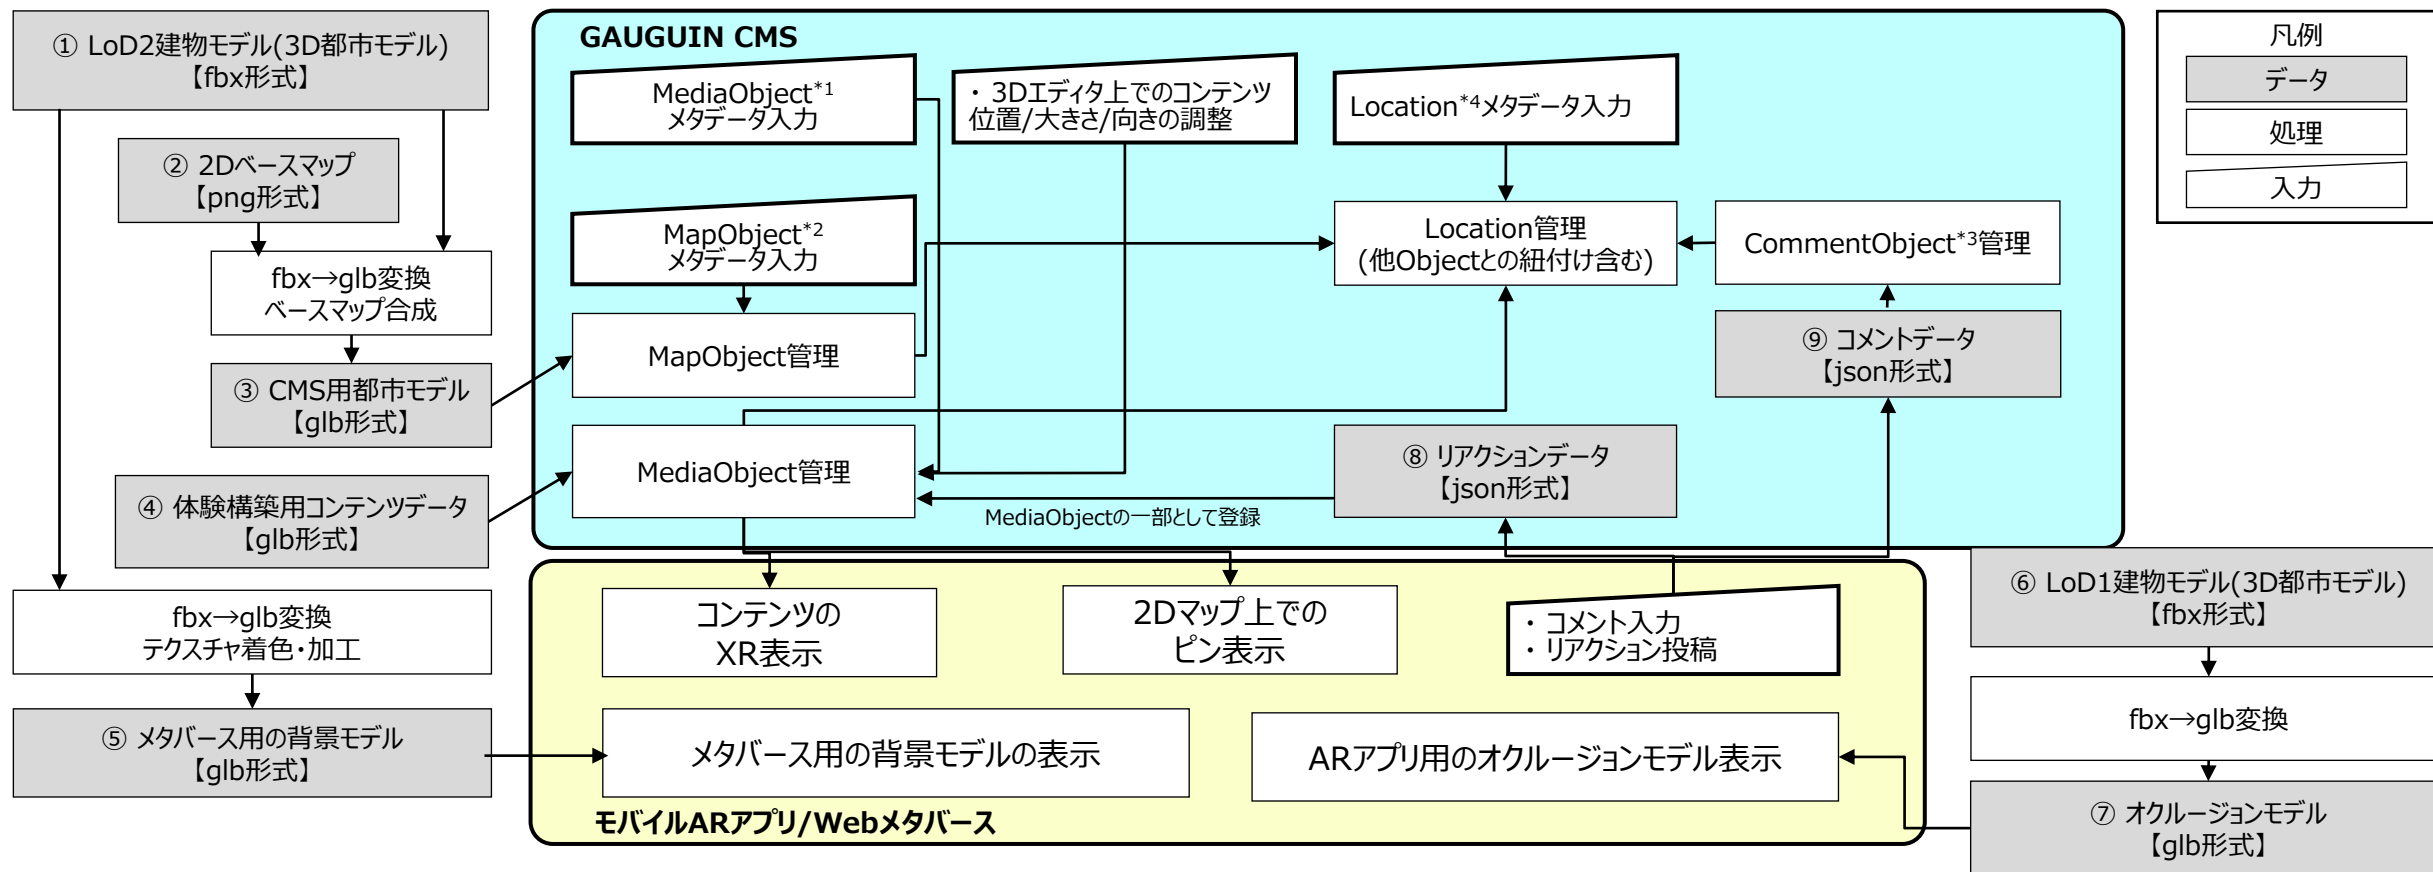 ① LoD2建物モデル(3D都市モデル)
【fbx形式】
② 2Dベースマップ
【png形式】
fbx→glb変換
ベースマップ合成
③ CMS用都市モデル
【glb形式】
④ 体験構築用コンテンツデータ
【glb形式】
fbx→glb変換
テクスチャ着色・加工
⑤ メタバース用の背景モデル
【glb形式】
GAUGUIN CMS
MediaObject*1
メタデータ入力
・ 3Dエディタ上でのコンテンツ
位置/大きさ/向きの調整
Location*4メタデータ入力
MapObject*2
メタデータ入力
Location管理
(他Objectとの紐付け含む)
CommentObject*3管理
MapObject管理
⑨ コメントデータ
【json形式】
MediaObject管理
⑧ リアクションデータ
【json形式】
MediaObjectの一部として登録
コンテンツの
XR表示
2Dマップ上での
ピン表示
・ コメント入力
・ リアクション投稿
メタバース用の背景モデルの表示
ARアプリ用のオクルージョンモデル表示
モバイルARアプリ/Webメタバース
凡例
データ
処理
入力
⑥ LoD1建物モデル(3D都市モデル)
【fbx形式】
fbx→glb変換
⑦ オクルージョンモデル
【glb形式】